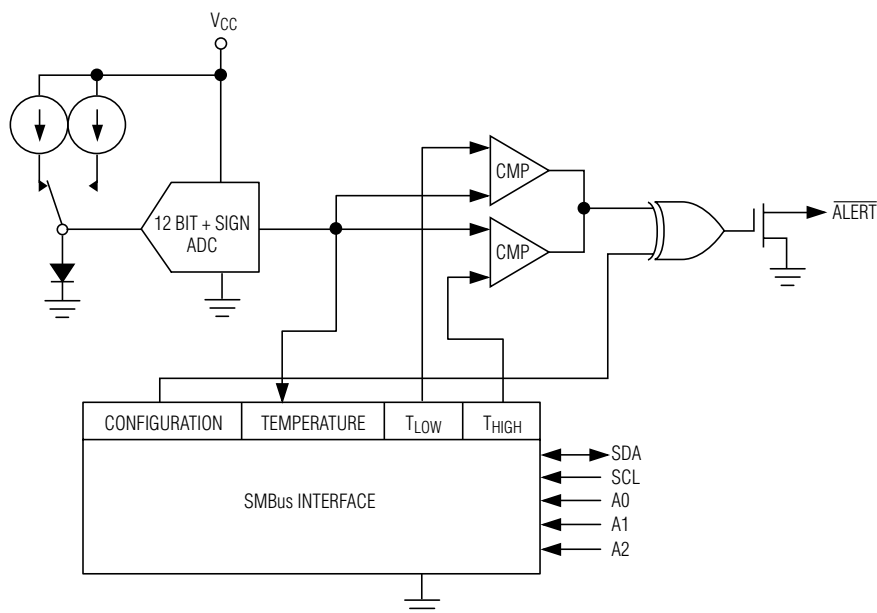 VCC
CMP
12 BIT + SIGN
ADC
CMP
ALERT
CONFIGURATION TEMPERATURE TLOW THIGH
SMBus INTERFACE
SDA
SCL
A0
A1
A2